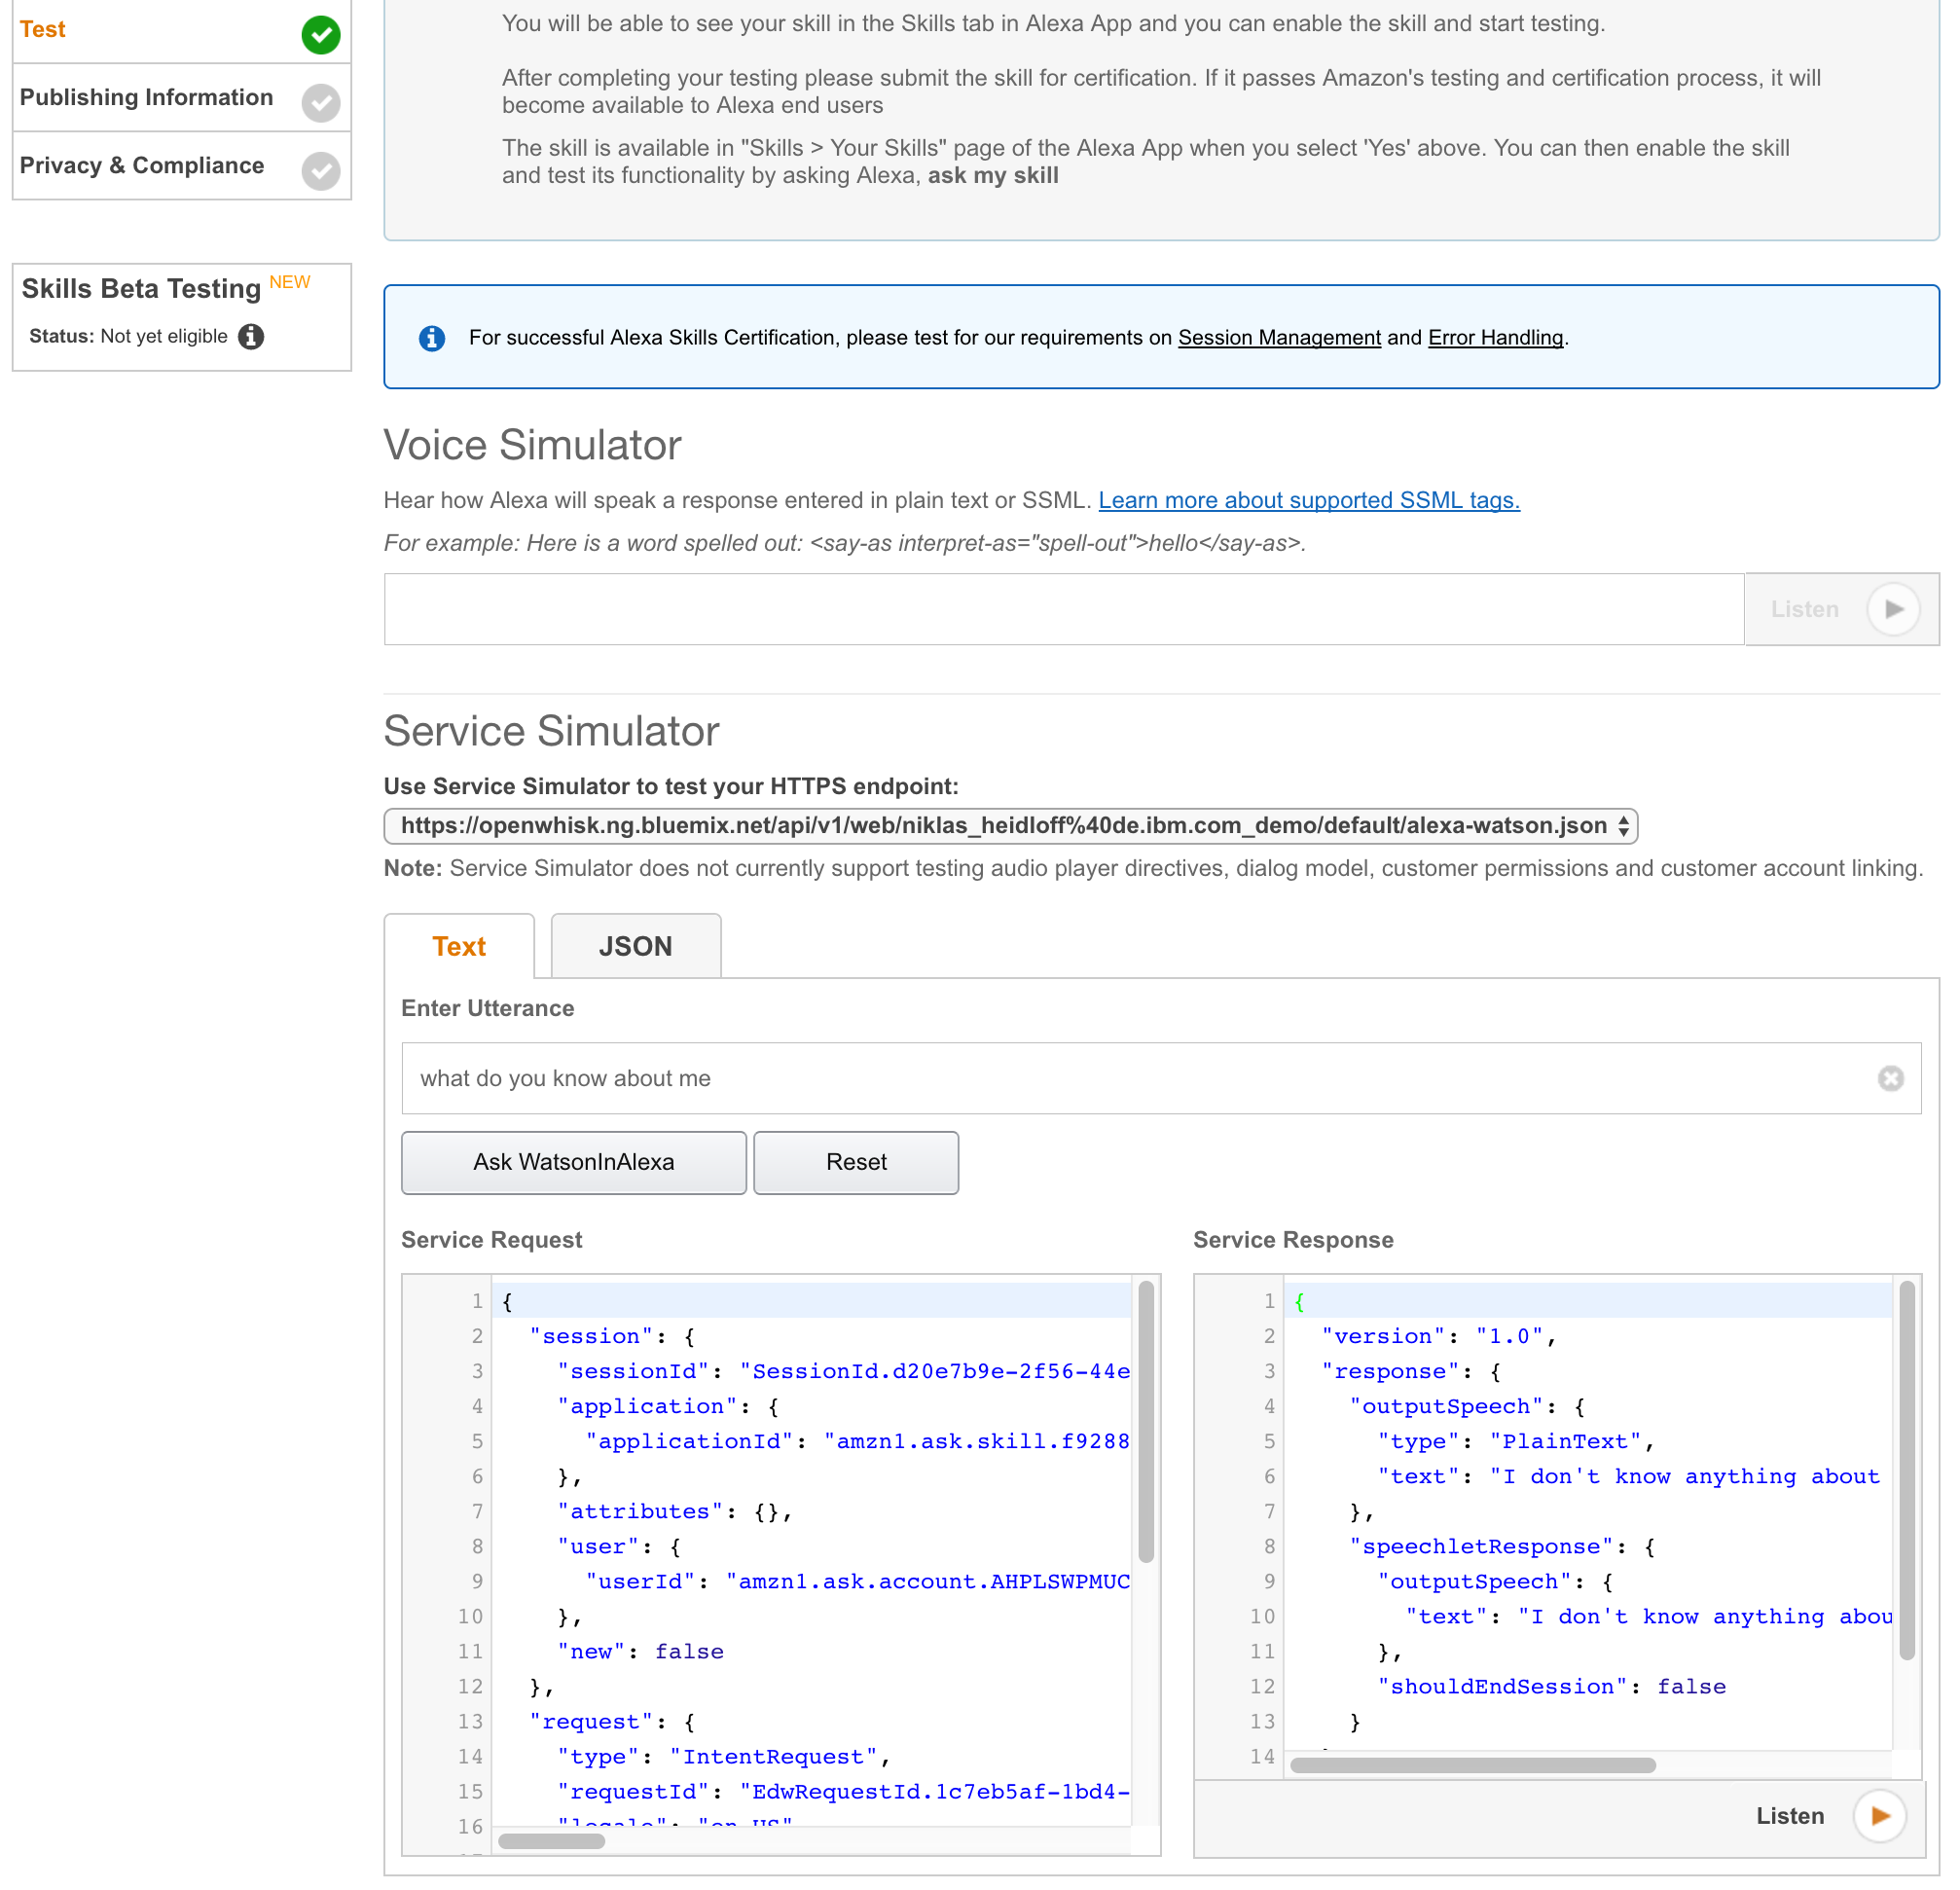 Test
Publishing Information
Privacy & Compliance
Skills Beta Testing NEW
Status: Not yet eligible
You will be able to see your skill in the Skills tab in Alexa App and you can enable the skill and start testing.
After completing your testing please submit the skill for certification. If it passes Amazon's testing and certification process, it will
become available to Alexa end users
The skill is available in "Skills > Your Skills" page of the Alexa App when you select 'Yes' above. You can then enable the skill
and test its functionality by asking Alexa, ask my skill
For successful Alexa Skills Certification, please test for our requirements on Session Management and Error Handling.
Voice Simulator
Hear how Alexa will speak a response entered in plain text or SSML. Learn more about supported SSML tags.
For example: Here is a word spelled out: <say-as interpret-as="spell-out">hello</say-as>.
Listen
Service Simulator
Use Service Simulator to test your HTTPS endpoint:
https://openwhisk.ng.bluemix.net/api/v1/web/niklas_heidloff%40de.ibm.com_demo/default/alexa-watson.json
Note: Service Simulator does not currently support testing audio player directives, dialog model, customer permissions and customer account linking.
Text JSON
Enter Utterance
what do you know about me
Ask WatsonInAlexa Reset
Service Request
1 {
2 "session": {
3 "sessionId": "SessionId.d20e7b9e-2f56-44e
4 "application": {
5 "applicationId": "amzn1.ask.skill.f9288
6 },
7 "attributes": {},
8 "user": {
9 "userId": "amzn1.ask.account.AHPLSWPMUC
10 },
11 "new": false
12 },
13 "request": {
14 "type": "IntentRequest",
15 "requestId": "EdwRequestId.1c7eb5af-1bd4-
16 "locale": "en-US"
Service Response
1 {
2 "version": "1.0",
3 "response": {
4 "outputSpeech": {
5 "type": "PlainText",
6 "text": "I don't know anything about
7 },
8 "speechletResponse": {
9 "outputSpeech": {
10 "text": "I don't know anything abou
11 },
12 "shouldEndSession": false
13 }
14
Listen